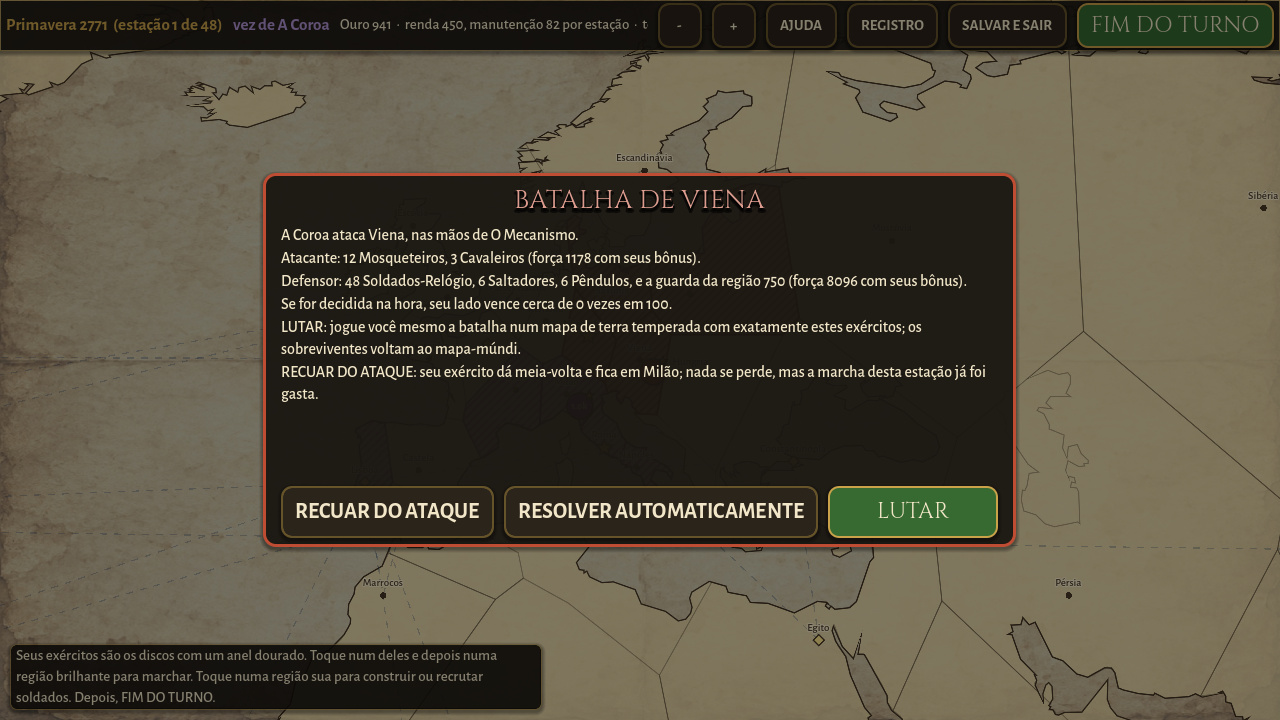 Primavera 2771 (estação 1 de 48) vez de A Coroa Ouro 941 · renda 450, manutenção 82 por estação · t
- + AJUDA REGISTRO SALVAR E SAIR FIM DO TURNO
Escandinávia
Sibéria
BATALHA DE VIENA
A Coroa ataca Viena, nas mãos de O Mecanismo.
Atacante: 12 Mosqueteiros, 3 Cavaleiros (força 1178 com seus bônus).
Defensor: 48 Soldados-Relógio, 6 Saltadores, 6 Pêndulos, e a guarda da região 750 (força 8096 com seus bônus).
Se for decidida na hora, seu lado vence cerca de 0 vezes em 100.
LUTAR: jogue você mesmo a batalha num mapa de terra temperada com exatamente estes exércitos; os
sobreviventes voltam ao mapa-múndi.
RECUAR DO ATAQUE: seu exército dá meia-volta e fica em Milão; nada se perde, mas a marcha desta estação já foi
gasta.
RECUAR DO ATAQUE RESOLVER AUTOMATICAMENTE LUTAR
Marrocos
Pérsia
Egito
Seus exércitos são os discos com um anel dourado. Toque num deles e depois numa
região brilhante para marchar. Toque numa região sua para construir ou recrutar
soldados. Depois, FIM DO TURNO.